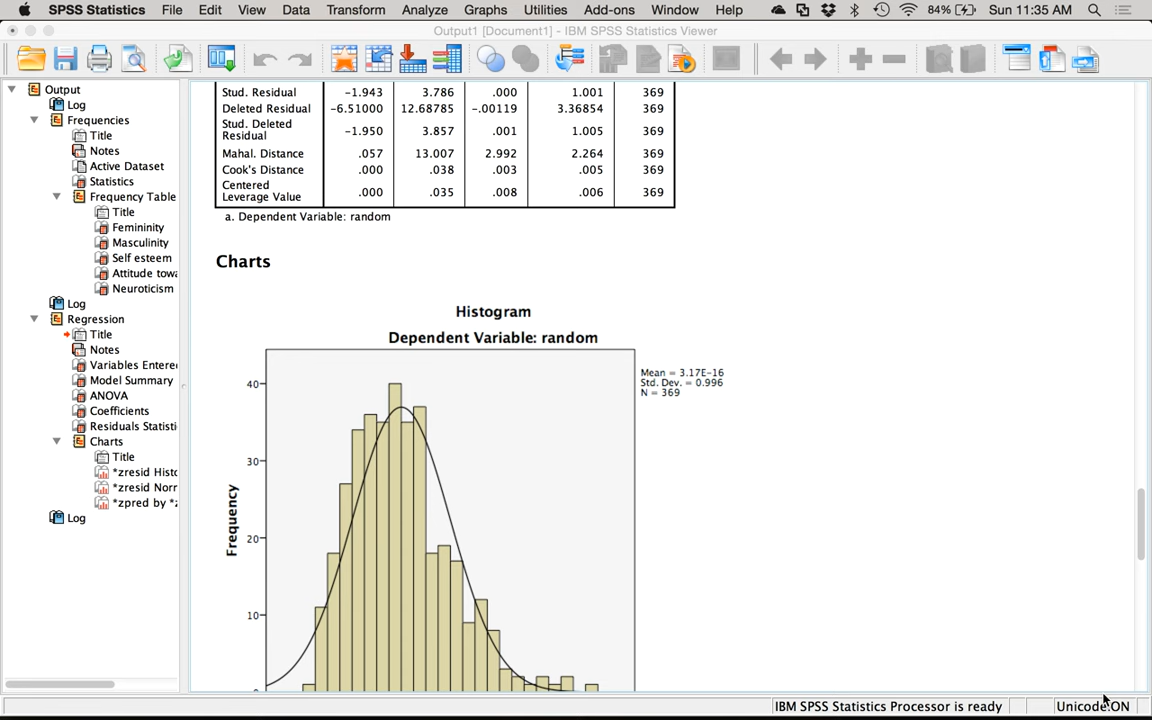 SPSS Statistics File Edit View Data Transform Analyze Graphs Utilities Add-ons Window Help 84% Sun 11:35 AM
Output1 [Document1] - IBM SPSS Statistics Viewer
Output
Log
Frequencies
Title
Notes
Active Dataset
Statistics
Frequency Table
Title
Femininity
Masculinity
Self esteem
Attitude towa
Neuroticism
Log
Regression
Title
Notes
Variables Entere
Model Summary
ANOVA
Coefficients
Residuals Statisti
Charts
Title
*zresid Histo
*zresid Norr
*zpred by *z
Log
Stud. Residual -1.943 3.786 .000 1.001 369
Deleted Residual -6.51000 12.68785 -.00119 3.36854 369
Stud. Deleted
Residual -1.950 3.857 .001 1.005 369
Mahal. Distance .057 13.007 2.992 2.264 369
Cook's Distance .000 .038 .003 .005 369
Centered
Leverage Value .000 .035 .008 .006 369
a. Dependent Variable: random
Charts
Histogram
Dependent Variable: random
Mean = 3.17E-16
Std. Dev. = 0.996
N = 369
Frequency
40
30
20
10
IBM SPSS Statistics Processor is ready Unicode:ON